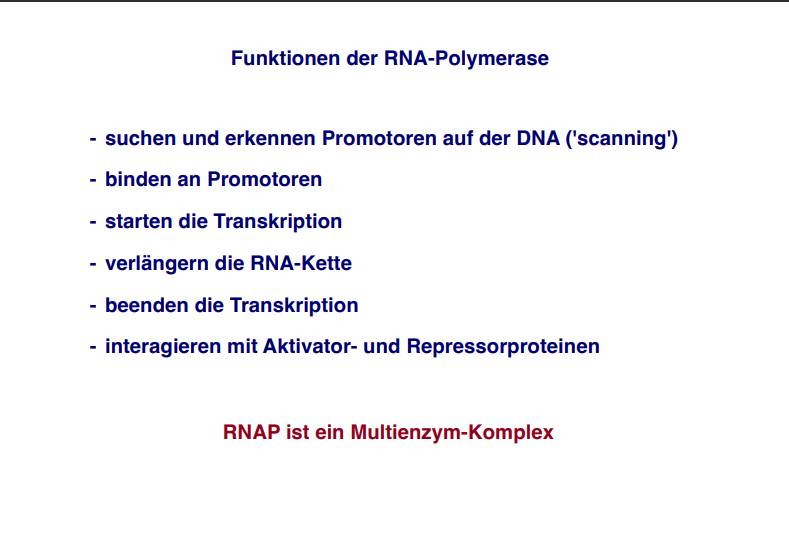 Funktionen der RNA-Polymerase
- suchen und erkennen Promotoren auf der DNA ('scanning')
- binden an Promotoren
- starten die Transkription
- verlängern die RNA-Kette
- beenden die Transkription
- interagieren mit Aktivator- und Repressorproteinen
RNAP ist ein Multienzym-Komplex